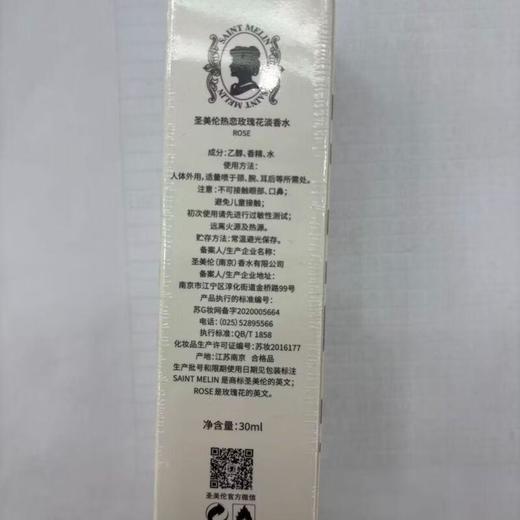 SAINT MELIN
SAINT MELIN
圣美伦热恋玫瑰花淡香水
ROSE
成分：乙醇、香精、水
使用方法：
人体外用，适量喷于颈、腕、耳后等所需处。
注意：不可接触眼部、口鼻；
避免儿童接触；
初次使用请先进行过敏性测试；
远离火源及热源。
贮存方法：常温避光保存。
备案人/生产企业名称：
圣美伦（南京）香水有限公司
备案人/生产企业地址：
南京市江宁区淳化街道金桥路99号
产品执行的标准编号：
苏G妆网备字2020005664
电话：(025) 52895566
执行标准：QB/T 1858
化妆品生产许可证编号：苏妆2016177
产地：江苏南京 合格品
生产批号和限期使用日期见包装标注
SAINT MELIN 是商标圣美伦的英文；
ROSE 是玫瑰花的英文。
净含量：30ml
圣美伦官方微信